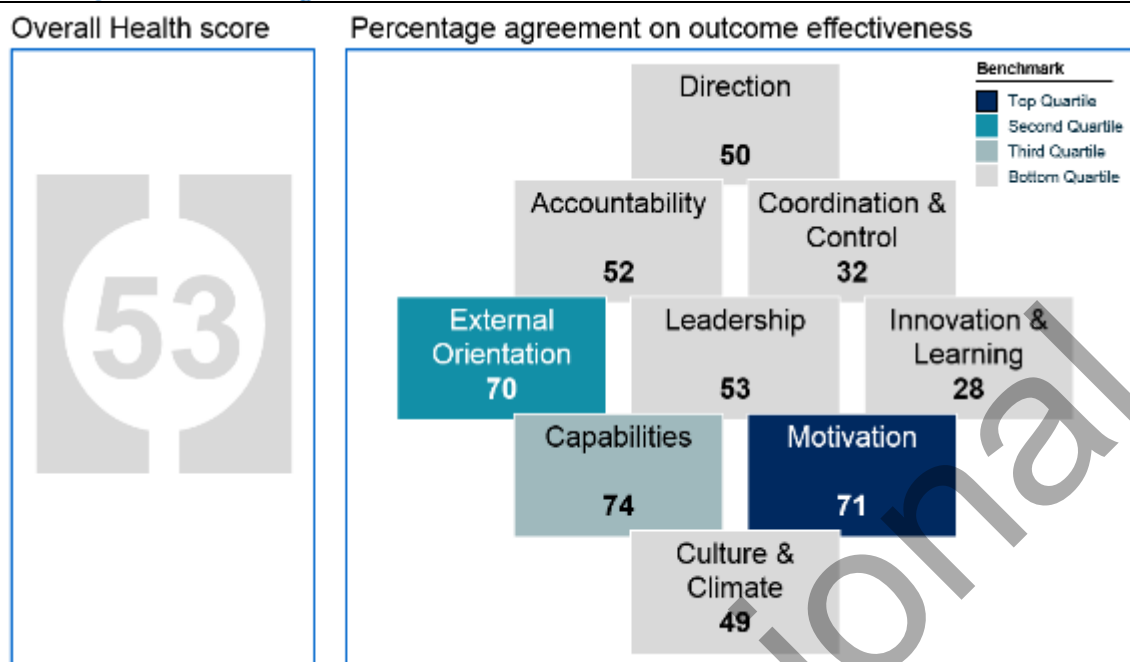 Overall Health score
Percentage agreement on outcome effectiveness
53
Benchmark
Top Quartile
Second Quartile
Third Quartile
Bottom Quartile
Direction
50
Accountability
52
Coordination &
Control
32
External
Orientation
70
Leadership
53
Innovation &
Learning
28
Capabilities
74
Motivation
71
Culture &
Climate
49
ional